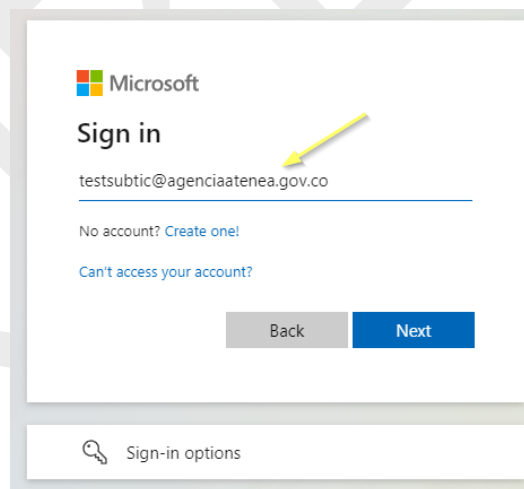 Microsoft
Sign in
testsubtic@agenciaatenea.gov.co
No account? Create one!
Can't access your account?
Back Next
Sign-in options